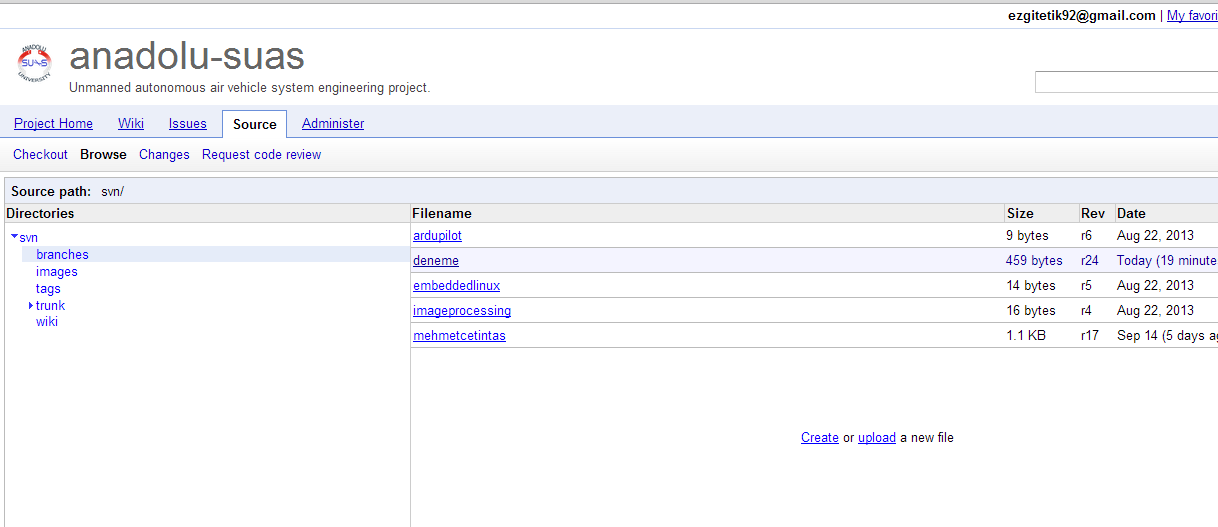 ezgitetik92@gmail.com | My favori
ANADOLU
SUAS
UNIVERSITY
anadolu-suas
Unmanned autonomous air vehicle system engineering project.
Project Home Wiki Issues Source Administer
Checkout Browse Changes Request code review
Source path: svn/
Directories Filename Size Rev Date
svn
branches
images
tags
trunk
wiki
ardupilot 9 bytes r6 Aug 22, 2013
deneme 459 bytes r24 Today (19 minute
embeddedlinux 14 bytes r5 Aug 22, 2013
imageprocessing 16 bytes r4 Aug 22, 2013
mehmetcetintas 1.1 KB r17 Sep 14 (5 days ag
Create or upload a new file